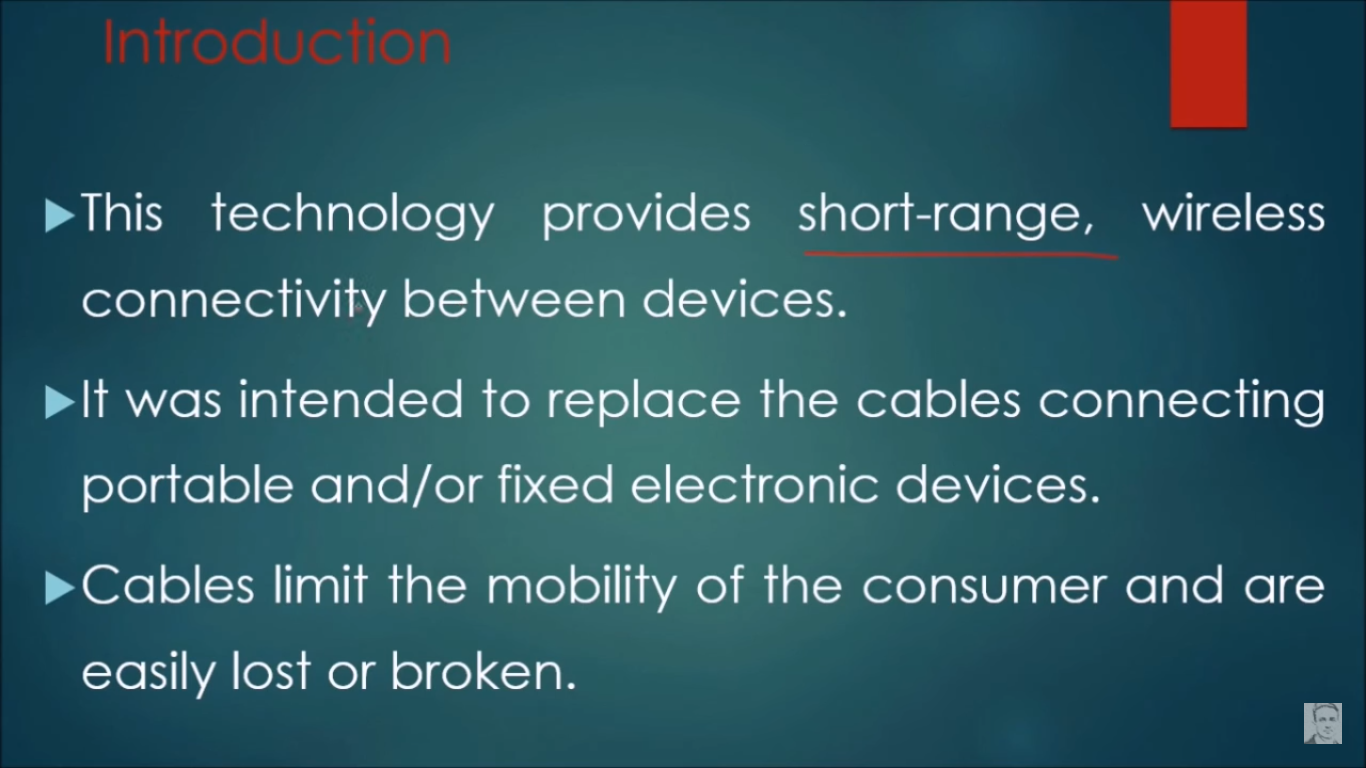 Introduction
This technology provides short-range, wireless
connectivity between devices.
It was intended to replace the cables connecting
portable and/or fixed electronic devices.
Cables limit the mobility of the consumer and are
easily lost or broken.